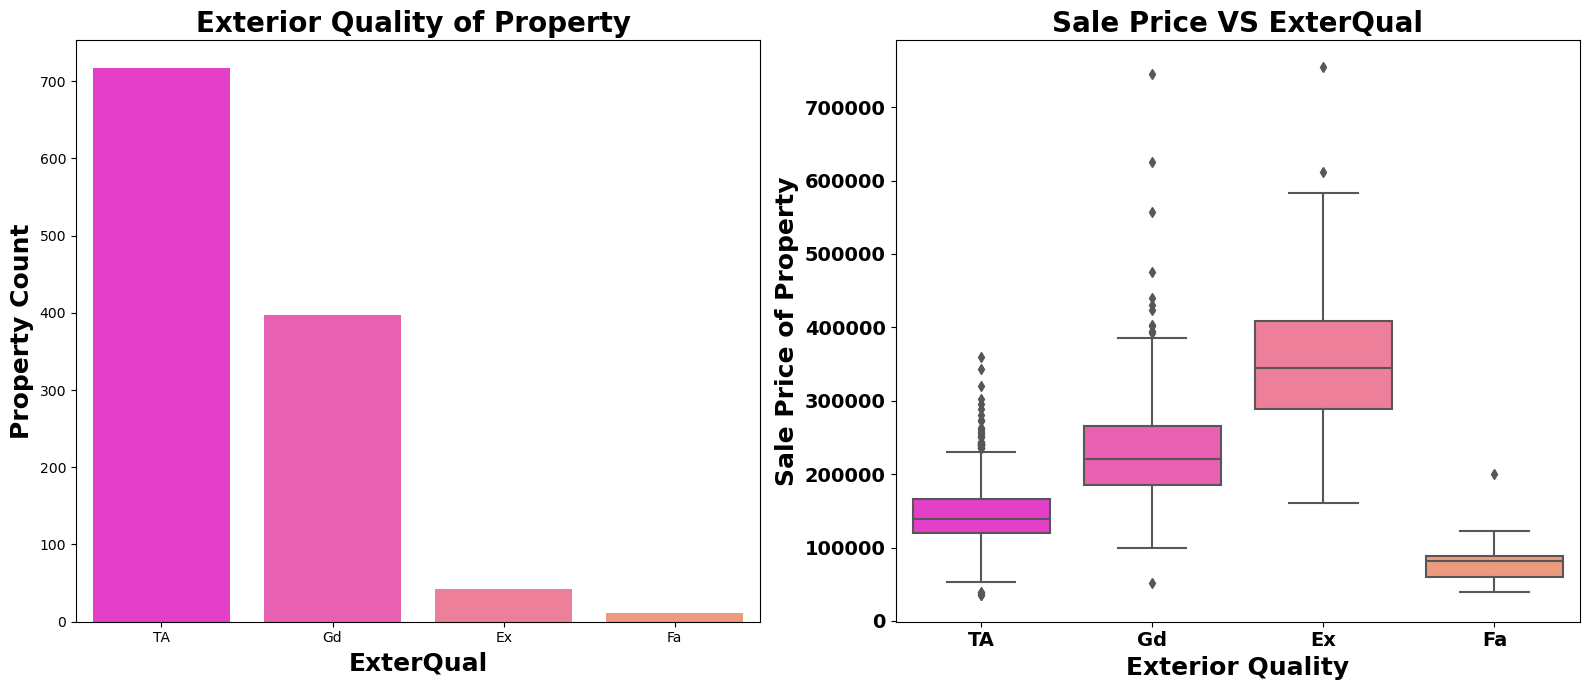 Exterior Quality of Property
700
600
500
400
300
200
100
0
Property Count
TA Gd Ex Fa
ExterQual
Sale Price VS ExterQual
700000
600000
500000
400000
300000
200000
100000
0
Sale Price of Property
TA Gd Ex Fa
Exterior Quality